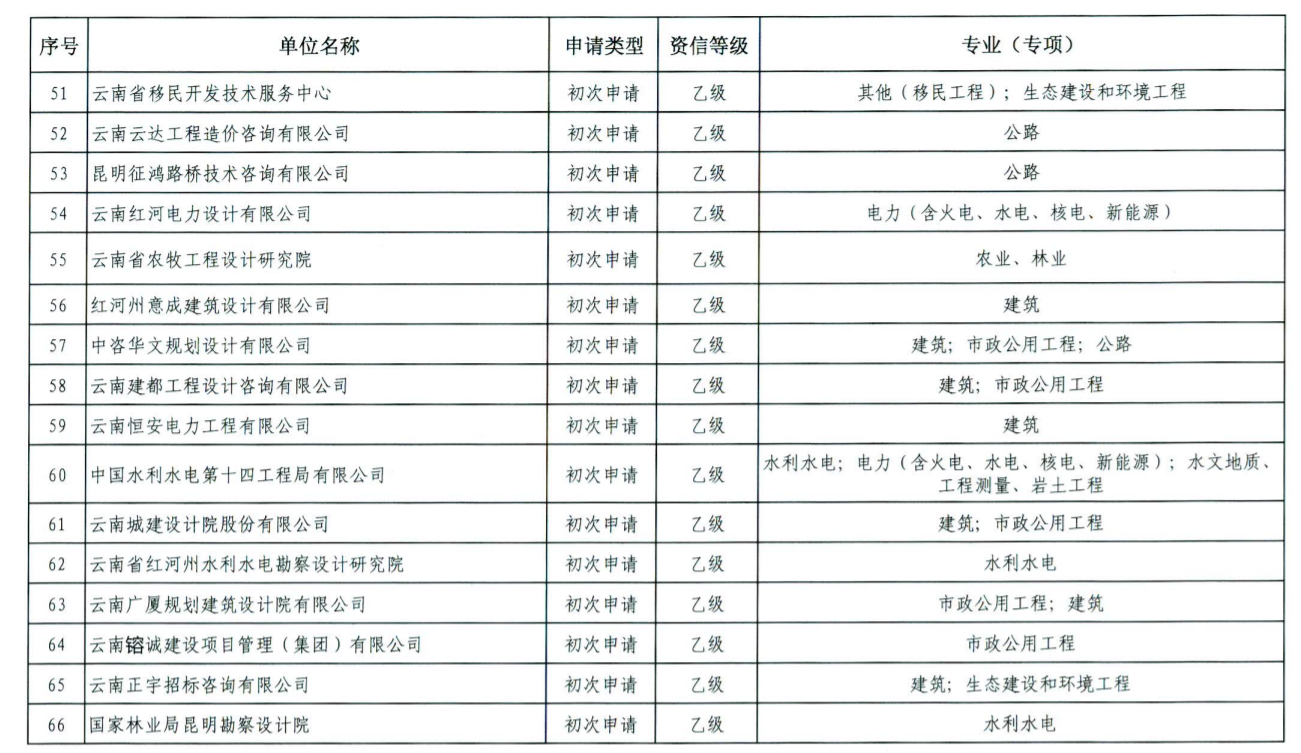 序号 单位名称 申请类型 资信等级 专业（专项）
51 云南省移民开发技术服务中心 初次申请 乙级 其他（移民工程）；生态建设和环境工程
52 云南云达工程造价咨询有限公司 初次申请 乙级 公路
53 昆明征鸿路桥技术咨询有限公司 初次申请 乙级 公路
54 云南红河电力设计有限公司 初次申请 乙级 电力（含火电、水电、核电、新能源）
55 云南省农牧工程设计研究院 初次申请 乙级 农业、林业
56 红河州意成建筑设计有限公司 初次申请 乙级 建筑
57 中咨华文规划设计有限公司 初次申请 乙级 建筑；市政公用工程；公路
58 云南建都工程设计咨询有限公司 初次申请 乙级 建筑；市政公用工程
59 云南恒安电力工程有限公司 初次申请 乙级 建筑
60 中国水利水电第十四工程局有限公司 初次申请 乙级 水利水电；电力（含火电、水电、核电、新能源）；水文地质、
工程测量、岩土工程
61 云南城建设计院股份有限公司 初次申请 乙级 建筑；市政公用工程
62 云南省红河州水利水电勘察设计研究院 初次申请 乙级 水利水电
63 云南广厦规划建筑设计院有限公司 初次申请 乙级 市政公用工程；建筑
64 云南镕诚建设项目管理（集团）有限公司 初次申请 乙级 市政公用工程
65 云南正宇招标咨询有限公司 初次申请 乙级 建筑；生态建设和环境工程
66 国家林业局昆明勘察设计院 初次申请 乙级 水利水电